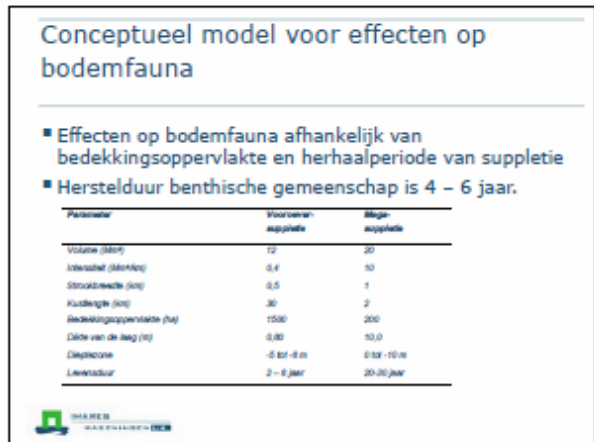 Conceptueel model voor effecten op
bodemfauna
▪ Effecten op bodemfauna afhankelijk van
bedekkingsoppervlakte en herhaalperiode van suppletie
▪ Herstelduur benthische gemeenschap is 4 – 6 jaar.
Parameter Vooroever- Mega-
suppletie suppletie
Volume (Mm³) 12 20
Intensiteit (Mm³/km) 0,4 10
Strookbreedte (km) 0,5 1
Kustlengte (km) 30 2
Bedekkingsoppervlakte (ha) 1500 200
Dikte van de laag (m) 0,80 10,0
Dieptezone -5 tot -8 m 0 tot -10 m
Levensduur jaar 20-30 jaar
IMARES
WAGENINGEN UR